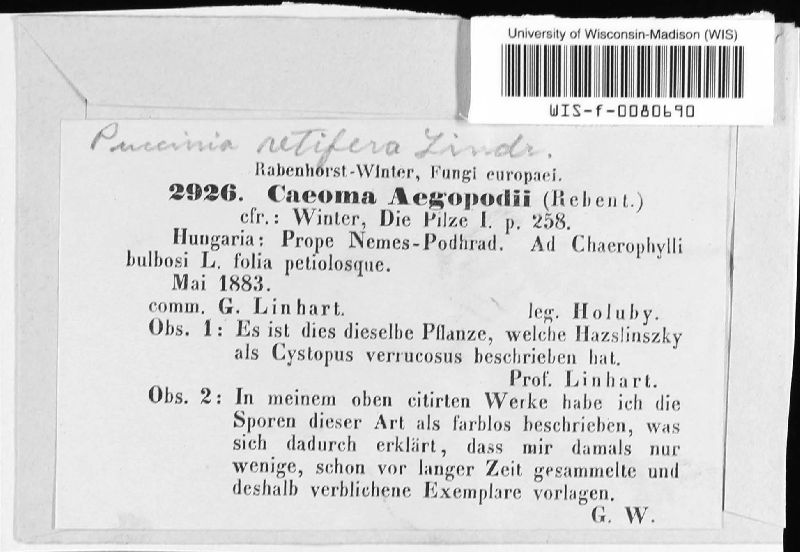 University of Wisconsin-Madison (WIS)
WIS-f-0080690
Puccinia retifera Lindr.
Rabenhorst-Winter, Fungi europaei.
2926. Caeoma Aegopodii (Rebent.)
cfr.: Winter, Die Pilze I. p. 258.
Hungaria: Prope Nemes-Podhrad. Ad Chaerophylli
bulbosi L. folia petiolosque.
Mai 1883.
comm. G. Linhart. leg. Holuby.
Obs. 1: Es ist dies dieselbe Pflanze, welche Hazslinszky
als Cystopus verrucosus beschrieben hat.
Prof. Linhart.
Obs. 2: In meinem oben citirten Werke habe ich die
Sporen dieser Art als farblos beschrieben, was
sich dadurch erklärt, dass mir damals nur
wenige, schon vor langer Zeit gesammelte und
deshalb verblichene Exemplare vorlagen.
G. W.